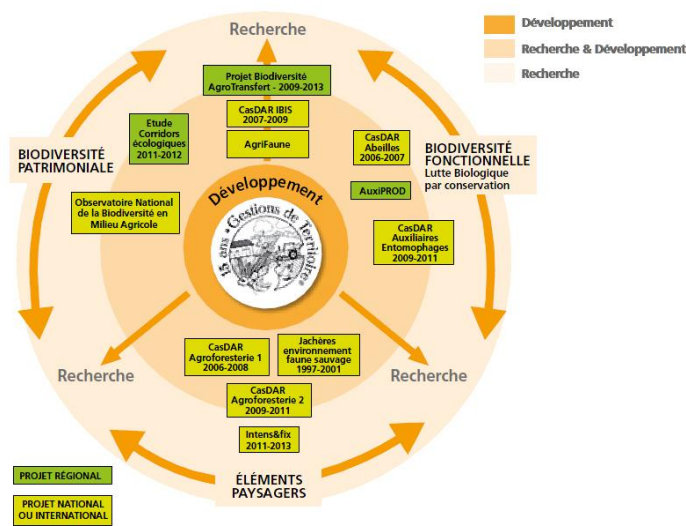 Recherche
Développement
Recherche & Développement
Recherche
Projet Biodiversité
AgroTransfert - 2009-2013
CasDAR IBIS
2007-2009
AgriFaune
Etude
Corridors
écologiques
2011-2012
CasDAR
Abeilles
2006-2007
BIODIVERSITÉ
PATRIMONIALE
BIODIVERSITÉ
FONCTIONNELLE
Lutte Biologique
par conservation
AuxiPROD
Observatoire National
de la Biodiversité en
Milieu Agricole
CasDAR
Auxiliaires
Entomophages
2009-2011
Développement
15 ans • Gestions de Territoires
CasDAR
Agroforesterie 1
2006-2008
Jachères
environnement
faune sauvage
1997-2001
Recherche
Recherche
CasDAR
Agroforesterie 2
2009-2011
Intens&fix
2011-2013
ÉLÉMENTS
PAYSAGERS
PROJET RÉGIONAL
PROJET NATIONAL
OU INTERNATIONAL